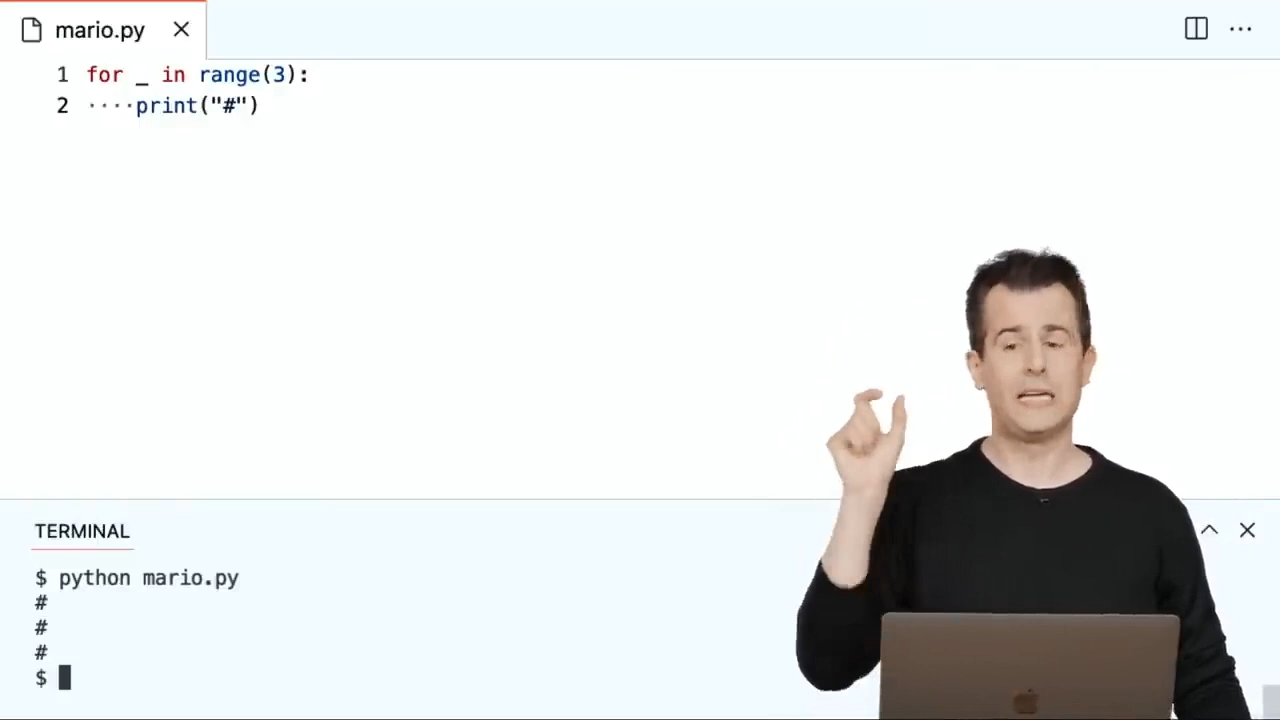 mario.py
1 for _ in range(3):
2 ····print("#")
TERMINAL
$ python mario.py
#
#
#
$